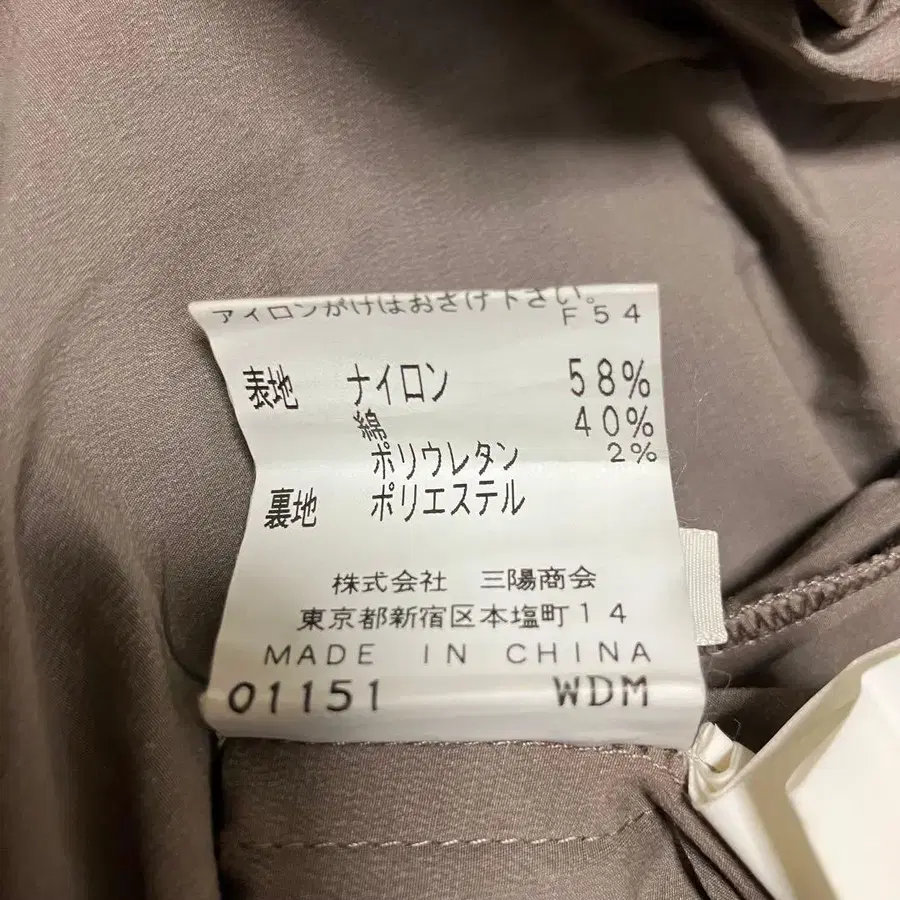 アイロンがけはおさけ下さい。
F54
表地 ナイロン 58%
綿 40%
ポリウレタン 2%
裏地 ポリエステル
株式会社 三陽商会
東京都新宿区本塩町14
MADE IN CHINA
01151 WDM